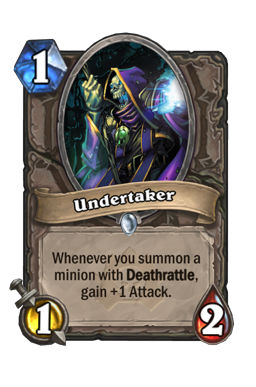 1
Undertaker
Whenever you summon a
minion with Deathrattle,
gain +1 Attack.
1 2